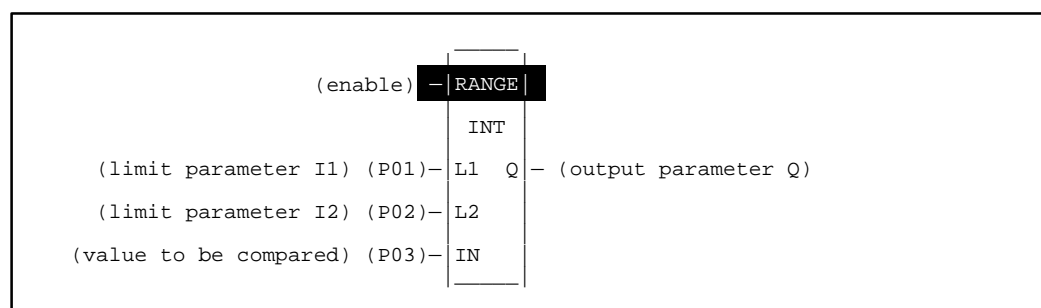 (enable) –|RANGE|
INT
(limit parameter I1) (P01)–|L1 Q|– (output parameter Q)
(limit parameter I2) (P02)–|L2
(value to be compared) (P03)–|IN